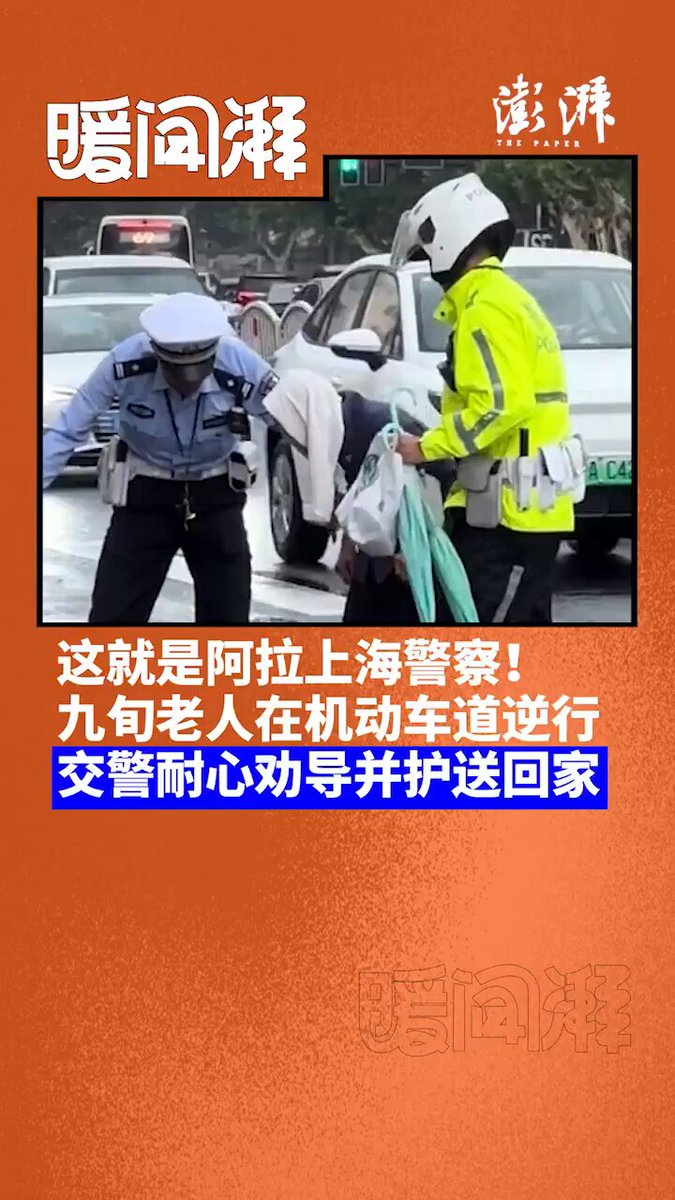 暖闻湃
澎湃
THE PAPER
POLICE
这就是阿拉上海警察！
九旬老人在机动车道逆行
交警耐心劝导并护送回家
暖闻湃